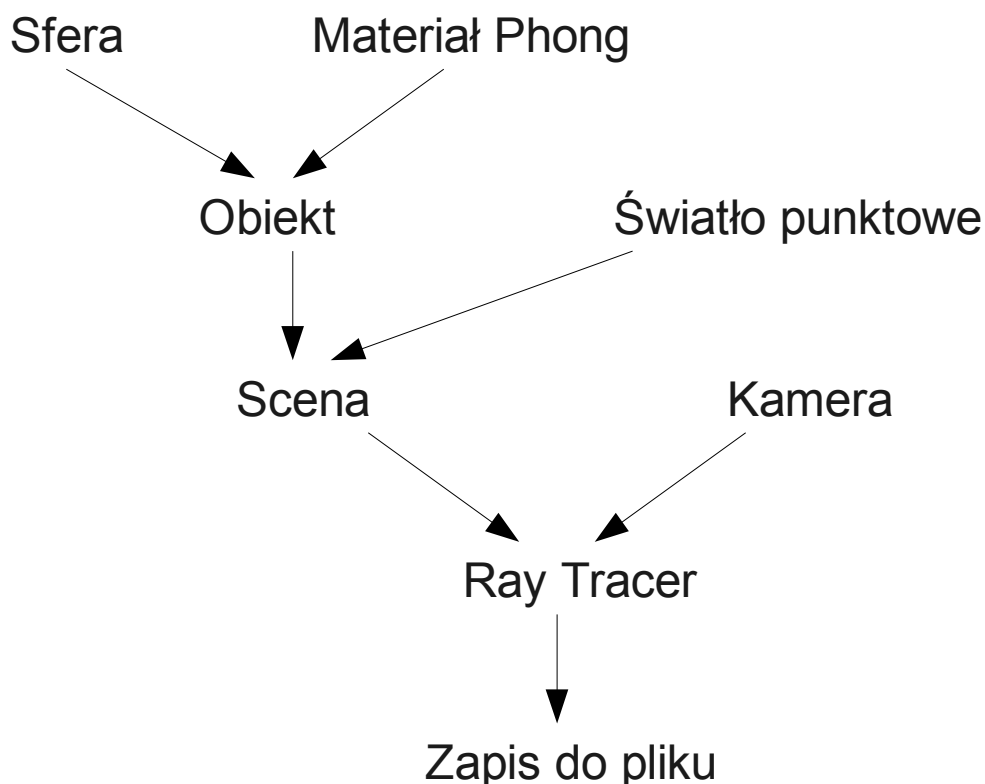 Sfera
Materiał Phong
Obiekt
Światło punktowe
Scena
Kamera
Ray Tracer
Zapis do pliku